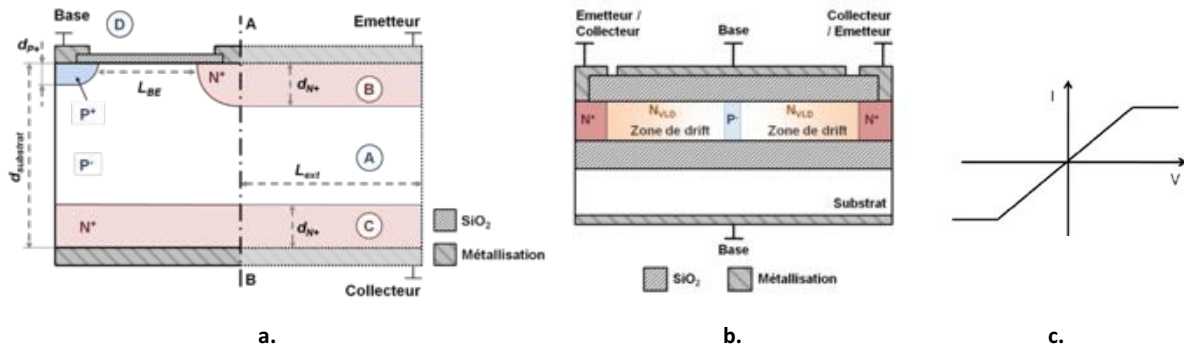 Base
D
A
Emetteur
d_P+
L_BE
N⁺
d_N+
B
P⁺
d_substrat
P⁻
A
L_ext
N⁺
d_N+
C
SiO₂
Métallisation
B
Collecteur
a.
Emetteur /
Collecteur
Base
Collecteur
/ Emetteur
N⁺
N_VLD
Zone de drift
P⁻
N_VLD
Zone de drift
N⁺
Substrat
Base
SiO₂
Métallisation
b.
I
V
c.